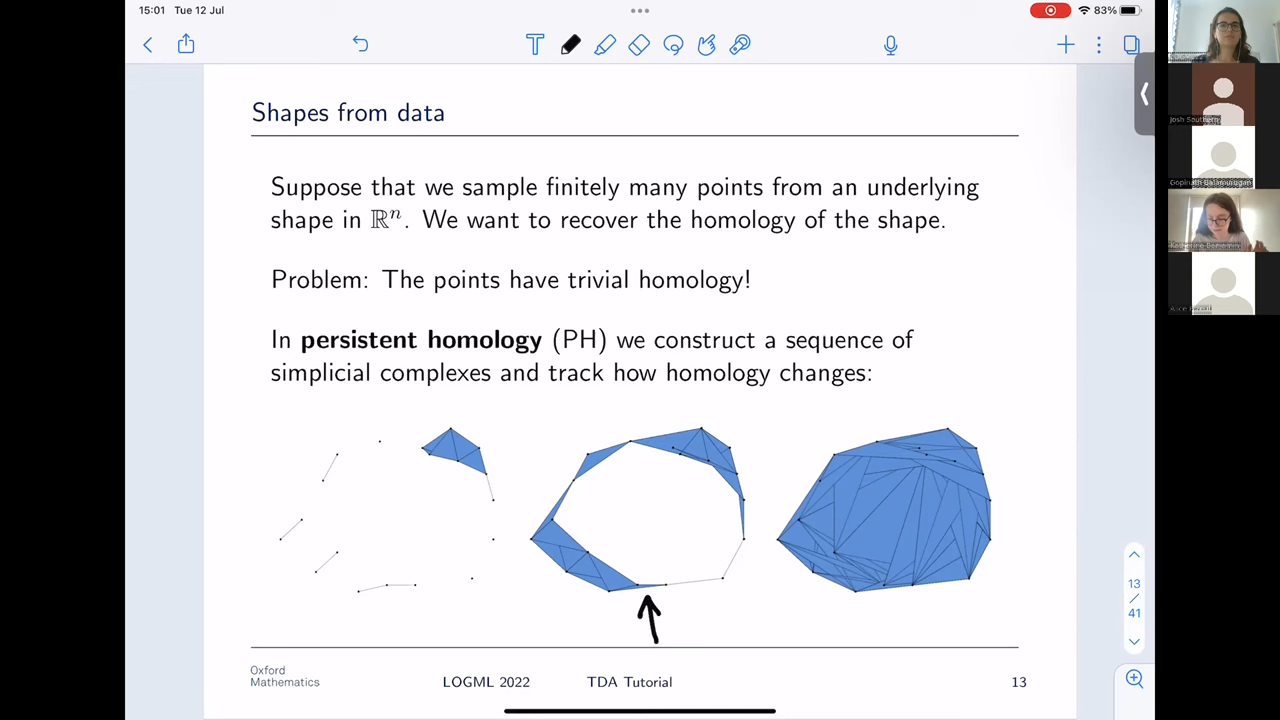 15:01 Tue 12 Jul
83%
Shapes from data
Suppose that we sample finitely many points from an underlying
shape in ℝⁿ. We want to recover the homology of the shape.
Problem: The points have trivial homology!
In persistent homology (PH) we construct a sequence of
simplicial complexes and track how homology changes:
Oxford
Mathematics
LOGML 2022
TDA Tutorial
13
13
/
41
Josh Southern